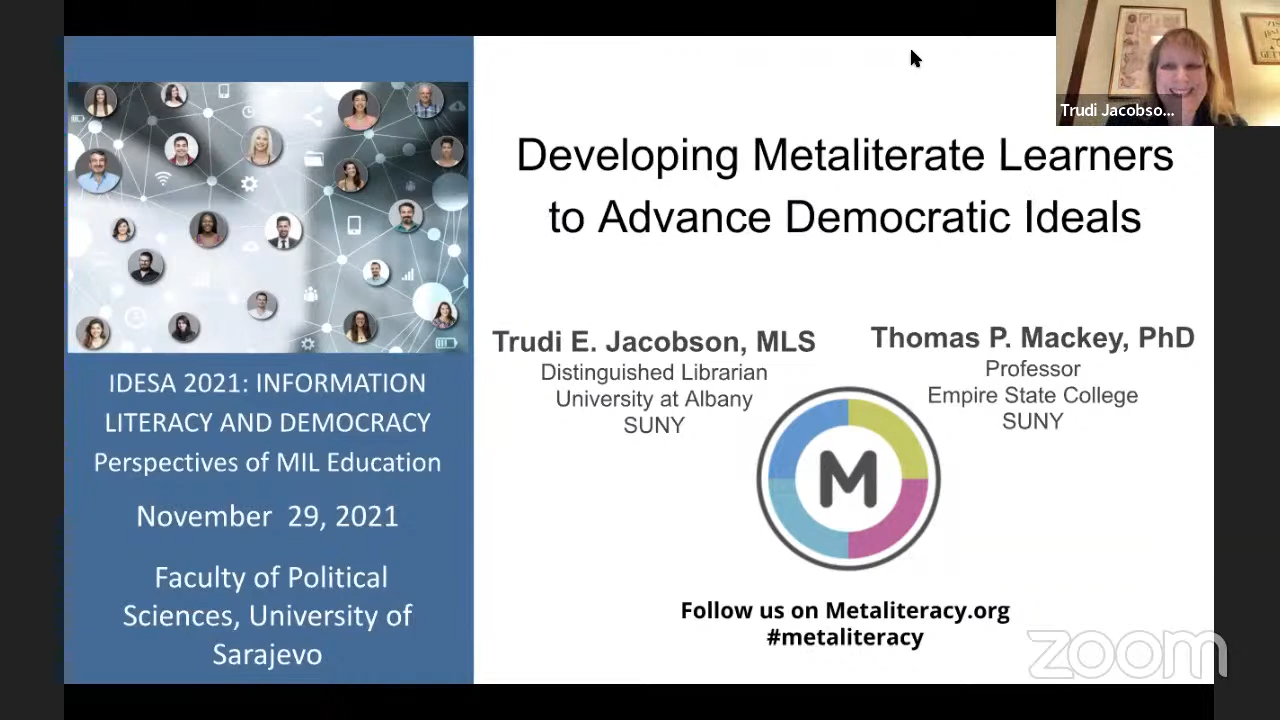 Trudi Jacobso...
Developing Metaliterate Learners
to Advance Democratic Ideals
Trudi E. Jacobson, MLS
Distinguished Librarian
University at Albany
SUNY
Thomas P. Mackey, PhD
Professor
Empire State College
SUNY
M
Follow us on Metaliteracy.org
#metaliteracy
IDESA 2021: INFORMATION
LITERACY AND DEMOCRACY
Perspectives of MIL Education
November 29, 2021
Faculty of Political
Sciences, University of
Sarajevo
zoom